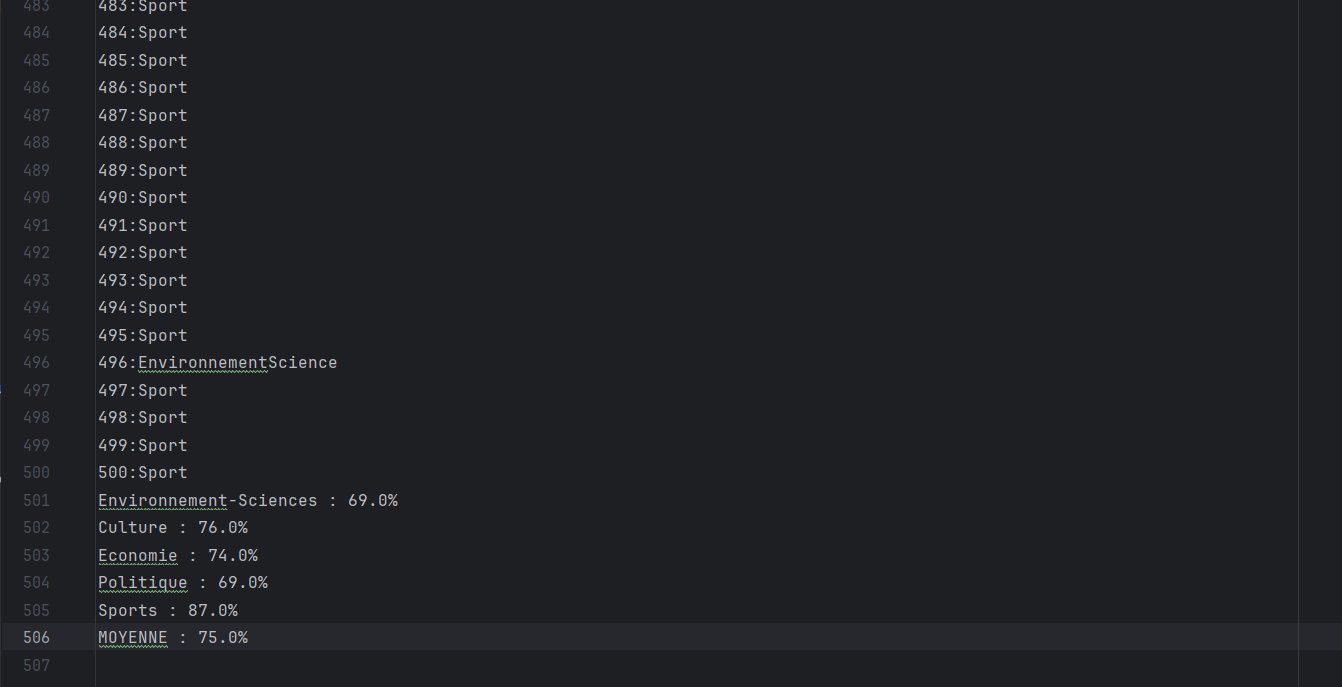 483 483:Sport
484 484:Sport
485 485:Sport
486 486:Sport
487 487:Sport
488 488:Sport
489 489:Sport
490 490:Sport
491 491:Sport
492 492:Sport
493 493:Sport
494 494:Sport
495 495:Sport
496 496:EnvironnementScience
497 497:Sport
498 498:Sport
499 499:Sport
500 500:Sport
501 Environnement-Sciences : 69.0%
502 Culture : 76.0%
503 Economie : 74.0%
504 Politique : 69.0%
505 Sports : 87.0%
506 MOYENNE : 75.0%
507